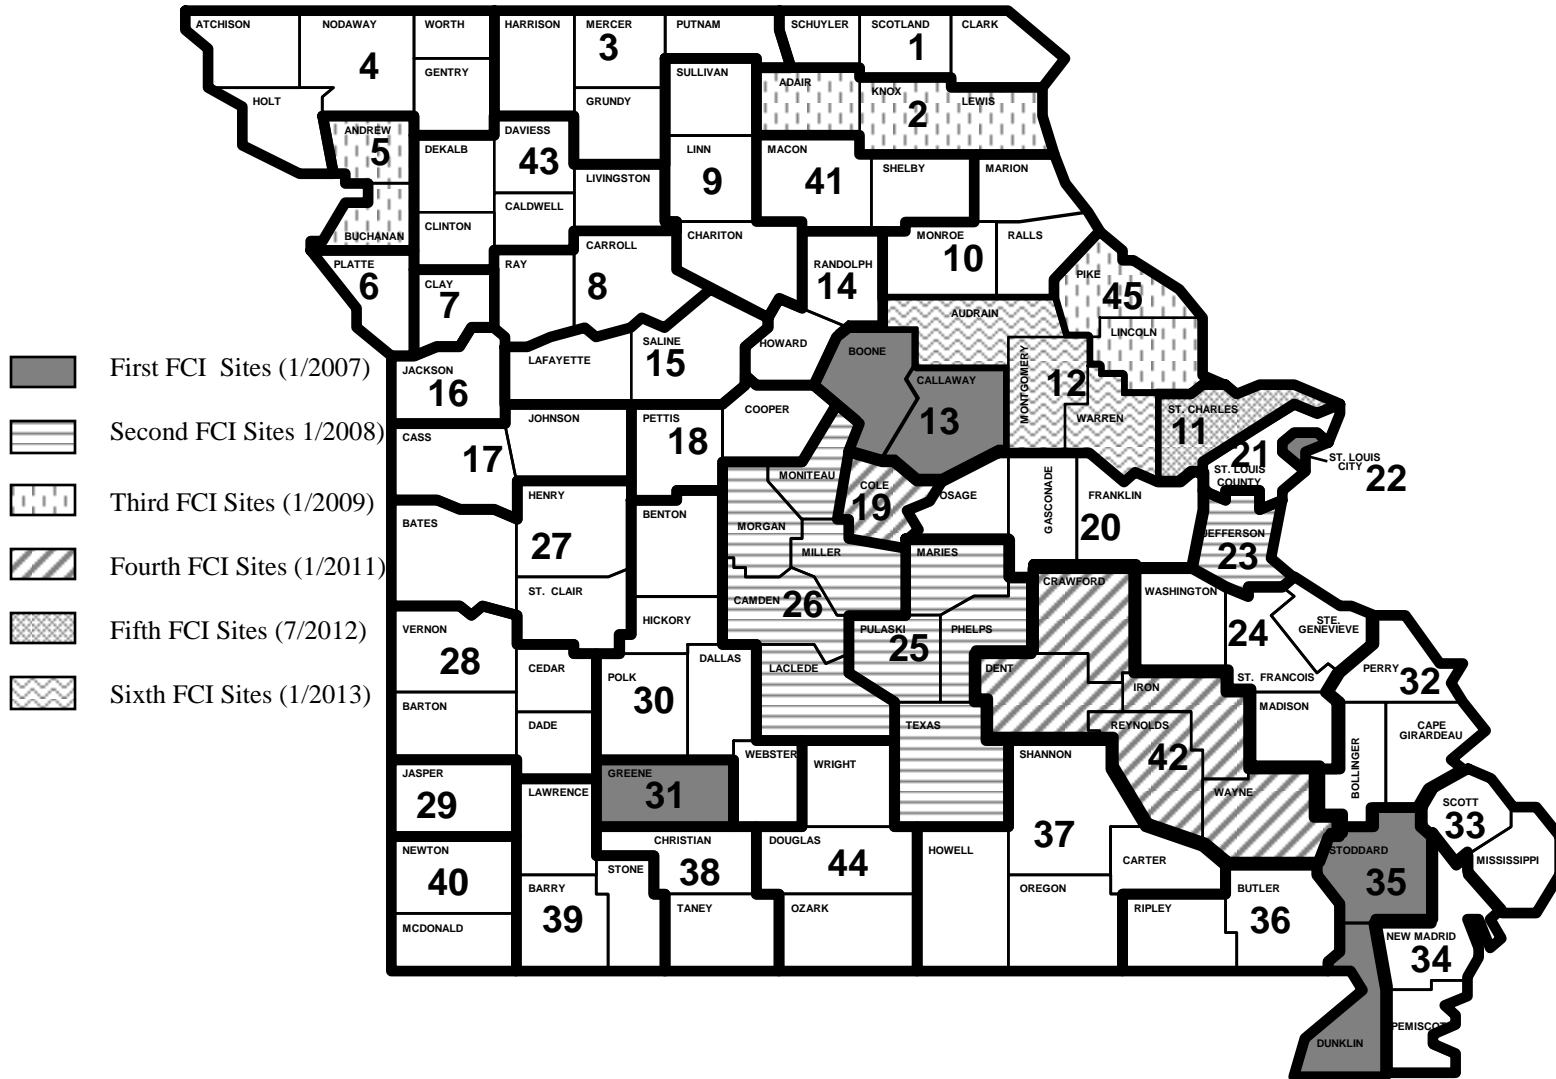 ATCHISON
NODAWAY
WORTH
HARRISON
MERCER
PUTNAM
SCHUYLER
SCOTLAND
CLARK
4
3
1
GENTRY
SULLIVAN
ADAIR
KNOX
LEWIS
HOLT
GRUNDY
2
ANDREW
5
DEKALB
DAVIESS
43
LINN
9
MACON
41
SHELBY
MARION
LIVINGSTON
CALDWELL
BUCHANAN
CLINTON
CARROLL
CHARITON
MONROE
RALLS
10
PLATTE
6
CLAY
7
RAY
8
RANDOLPH
14
PIKE
45
AUDRAIN
LINCOLN
First FCI Sites (1/2007)
JACKSON
16
LAFAYETTE
SALINE
15
HOWARD
BOONE
CALLAWAY
13
MONTGOMERY
12
WARREN
ST. CHARLES
11
Second FCI Sites 1/2008)
CASS
17
JOHNSON
PETTIS
18
COOPER
21
ST. LOUIS
COUNTY
ST. LOUIS
CITY
22
Third FCI Sites (1/2009)
BATES
HENRY
27
BENTON
MONITEAU
MORGAN
MILLER
COLE
19
OSAGE
GASCONADE
FRANKLIN
20
JEFFERSON
23
Fourth FCI Sites (1/2011)
ST. CLAIR
CAMDEN
26
MARIES
CRAWFORD
WASHINGTON
24
STE.
GENEVIEVE
Fifth FCI Sites (7/2012)
VERNON
28
HICKORY
PULASKI
25
PHELPS
CEDAR
DALLAS
LACLEDE
DENT
IRON
ST. FRANCOIS
PERRY
32
Sixth FCI Sites (1/2013)
BARTON
POLK
30
DADE
TEXAS
REYNOLDS
42
MADISON
BOLLINGER
CAPE
GIRARDEAU
JASPER
29
LAWRENCE
GREENE
31
WEBSTER
WRIGHT
SHANNON
WAYNE
SCOTT
33
NEWTON
40
CHRISTIAN
38
DOUGLAS
44
HOWELL
37
CARTER
STODDARD
35
MISSISSIPPI
BARRY
39
STONE
TANEY
OZARK
OREGON
RIPLEY
BUTLER
36
MCDONALD
NEW MADRID
34
DUNKLIN
PEMISCOT